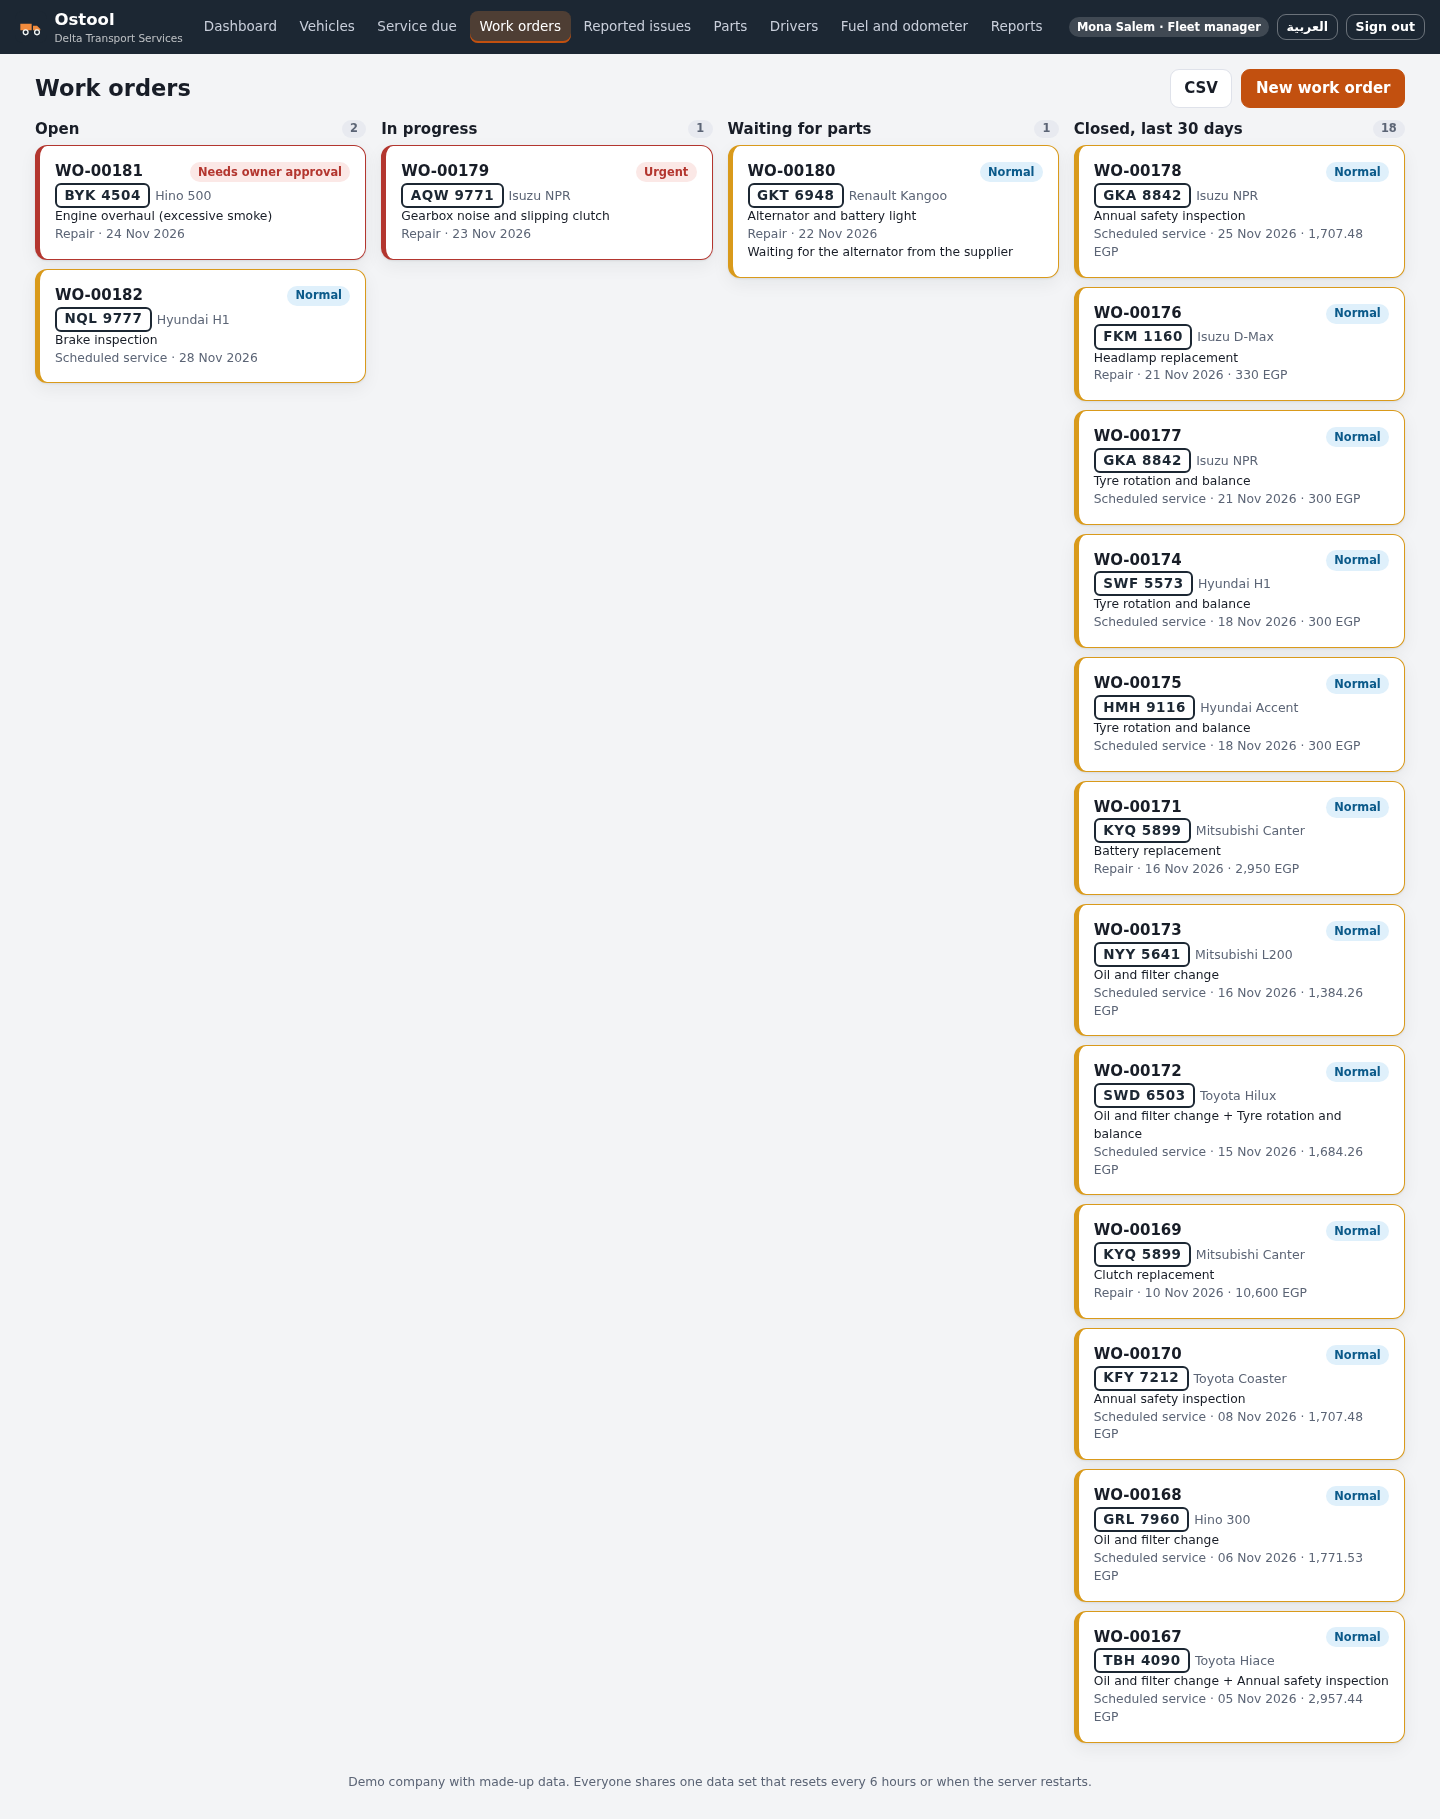 Ostool
Delta Transport Services
Dashboard
Vehicles
Service due
Work orders
Reported issues
Parts
Drivers
Fuel and odometer
Reports
Mona Salem · Fleet manager
العربية
Sign out
Work orders
CSV
New work order
Open 2
WO-00181 Needs owner approval
BYK 4504 Hino 500
Engine overhaul (excessive smoke)
Repair · 24 Nov 2026
WO-00182 Normal
NQL 9777 Hyundai H1
Brake inspection
Scheduled service · 28 Nov 2026
In progress 1
WO-00179 Urgent
AQW 9771 Isuzu NPR
Gearbox noise and slipping clutch
Repair · 23 Nov 2026
Waiting for parts 1
WO-00180 Normal
GKT 6948 Renault Kangoo
Alternator and battery light
Repair · 22 Nov 2026
Waiting for the alternator from the supplier
Closed, last 30 days 18
WO-00178 Normal
GKA 8842 Isuzu NPR
Annual safety inspection
Scheduled service · 25 Nov 2026 · 1,707.48
EGP
WO-00176 Normal
FKM 1160 Isuzu D-Max
Headlamp replacement
Repair · 21 Nov 2026 · 330 EGP
WO-00177 Normal
GKA 8842 Isuzu NPR
Tyre rotation and balance
Scheduled service · 21 Nov 2026 · 300 EGP
WO-00174 Normal
SWF 5573 Hyundai H1
Tyre rotation and balance
Scheduled service · 18 Nov 2026 · 300 EGP
WO-00175 Normal
HMH 9116 Hyundai Accent
Tyre rotation and balance
Scheduled service · 18 Nov 2026 · 300 EGP
WO-00171 Normal
KYQ 5899 Mitsubishi Canter
Battery replacement
Repair · 16 Nov 2026 · 2,950 EGP
WO-00173 Normal
NYY 5641 Mitsubishi L200
Oil and filter change
Scheduled service · 16 Nov 2026 · 1,384.26
EGP
WO-00172 Normal
SWD 6503 Toyota Hilux
Oil and filter change + Tyre rotation and
balance
Scheduled service · 15 Nov 2026 · 1,684.26
EGP
WO-00169 Normal
KYQ 5899 Mitsubishi Canter
Clutch replacement
Repair · 10 Nov 2026 · 10,600 EGP
WO-00170 Normal
KFY 7212 Toyota Coaster
Annual safety inspection
Scheduled service · 08 Nov 2026 · 1,707.48
EGP
WO-00168 Normal
GRL 7960 Hino 300
Oil and filter change
Scheduled service · 06 Nov 2026 · 1,771.53
EGP
WO-00167 Normal
TBH 4090 Toyota Hiace
Oil and filter change + Annual safety inspection
Scheduled service · 05 Nov 2026 · 2,957.44
EGP
Demo company with made-up data. Everyone shares one data set that resets every 6 hours or when the server restarts.